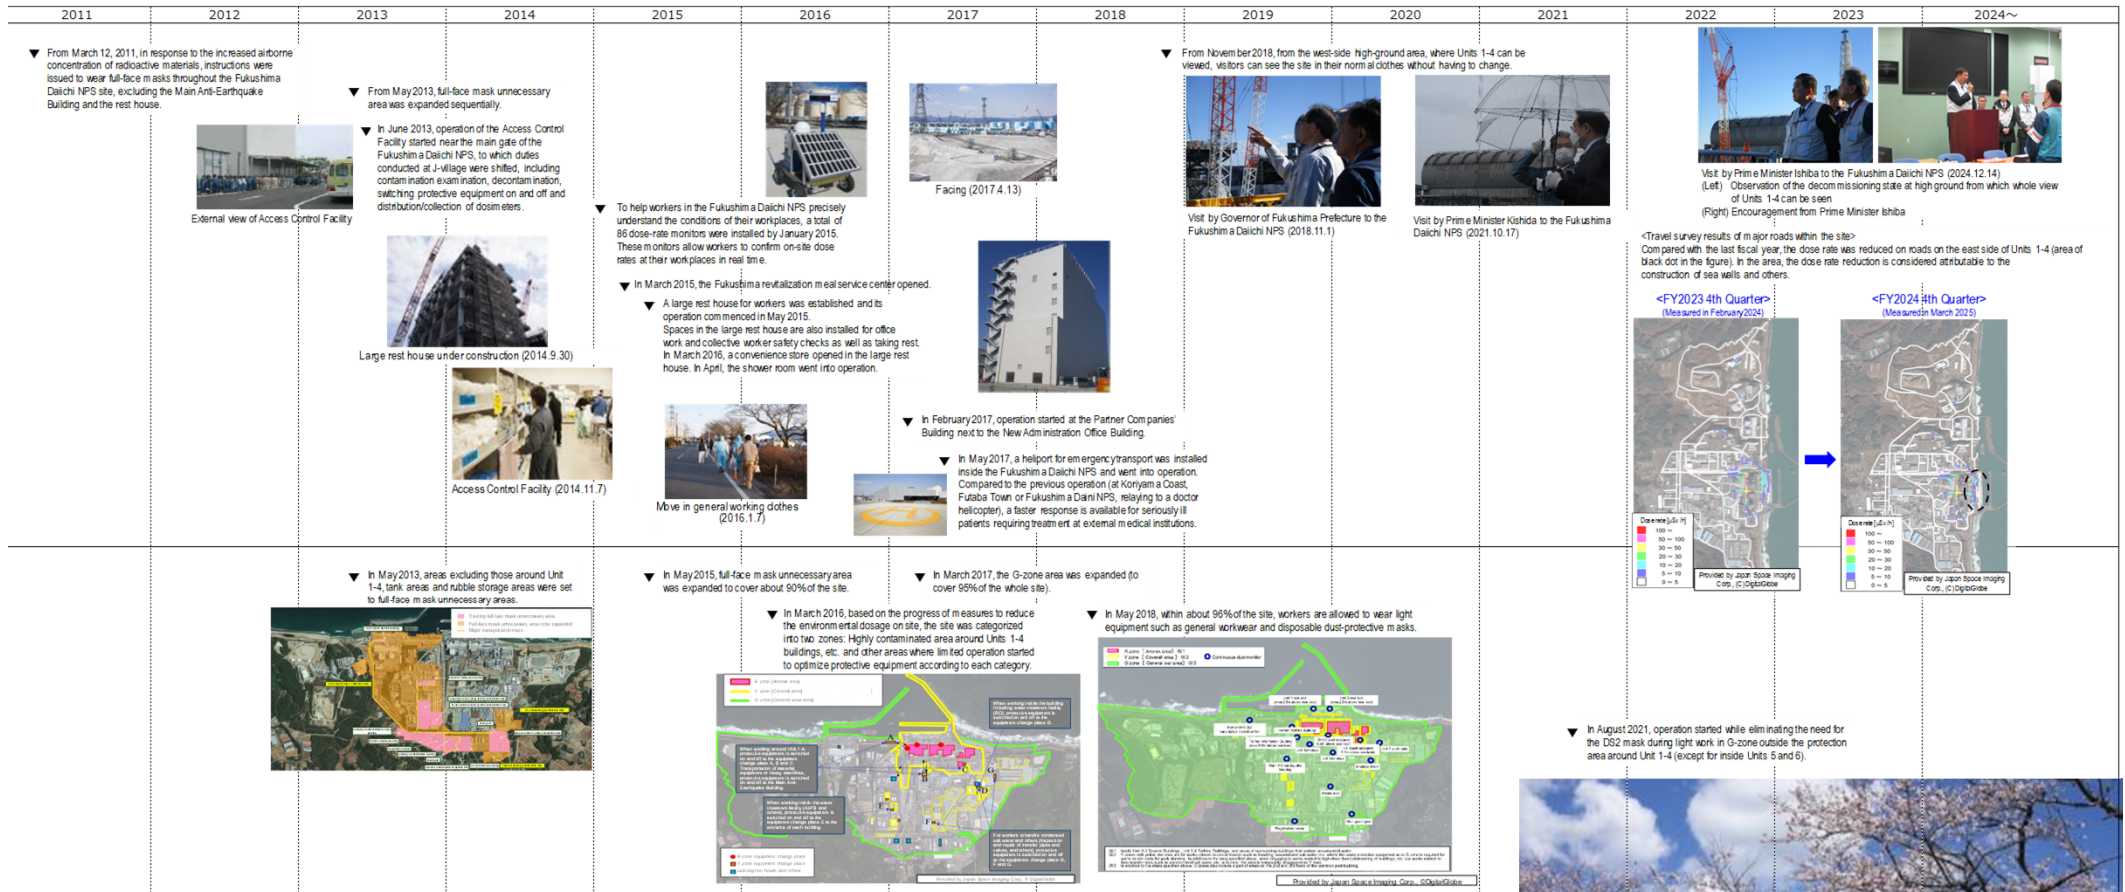 2011 2012 2013 2014 2015 2016 2017 2018 2019 2020 2021 2022 2023 2024~
▼ From March 12, 2011, in response to the increased airborne
concentration of radioactive materials, instructions were
issued to wear full-face masks throughout the Fukushima
Daiichi NPS site, excluding the Main Anti-Earthquake
Building and the rest house.
▼ From May 2013, full-face mask unnecessary
area was expanded sequentially.
▼ In June 2013, operation of the Access Control
Facility started near the main gate of the
Fukushima Daiichi NPS, to which duties
conducted at J-village were shifted, including
contamination examination, decontamination,
switching protective equipment on and off and
distribution/collection of dosimeters.
External view of Access Control Facility
Large rest house under construction (2014.9.30)
Access Control Facility (2014.11.7)
▼ To help workers in the Fukushima Daiichi NPS precisely
understand the conditions of their workplaces, a total of
86 dose-rate monitors were installed by January 2015.
These monitors allow workers to confirm on-site dose
rates at their workplaces in real time.
▼ In March 2015, the Fukushima revitalization meal service center opened.
▼ A large rest house for workers was established and its
operation commenced in May 2015.
Spaces in the large rest house are also installed for office
work and collective worker safety checks as well as taking rest.
In March 2016, a convenience store opened in the large rest
house. In April, the shower room went into operation.
Move in general working clothes
(2016.1.7)
Facing (2017.4.13)
▼ In February 2017, operation started at the Partner Companies'
Building next to the New Administration Office Building.
▼ In May 2017, a heliport for emergency transport was installed
inside the Fukushima Daiichi NPS and went into operation.
Compared to the previous operation (at Koriyama Coast,
Futaba Town or Fukushima Daini NPS, relaying to a doctor
helicopter), a faster response is available for seriously ill
patients requiring treatment at external medical institutions.
▼ From November 2018, from the west-side high-ground area, where Units 1-4 can be
viewed, visitors can see the site in their normal clothes without having to change.
Visit by Governor of Fukushima Prefecture to the
Fukushima Daiichi NPS (2018.11.1)
Visit by Prime Minister Kishida to the Fukushima
Daiichi NPS (2021.10.17)
Visit by Prime Minister Ishiba to the Fukushima Daiichi NPS (2024.12.14)
(Left) Observation of the decommissioning state at high ground from which whole view
of Units 1-4 can be seen
(Right) Encouragement from Prime Minister Ishiba
<Travel survey results of major roads within the site>
Compared with the last fiscal year, the dose rate was reduced on roads on the east side of Units 1-4 (area of
black dot in the figure). In the area, the dose rate reduction is considered attributable to the
construction of sea walls and others.
<FY2023 4th Quarter>
(Measured in February 2024)
<FY2024 4th Quarter>
(Measured in March 2025)
Dose rate [μSv/h]
100 ~
50 ~ 100
30 ~ 50
20 ~ 30
10 ~ 20
5 ~ 10
0 ~ 5
Provided by Japan Space Imaging
Corp., (C)DigitalGlobe
Dose rate [μSv/h]
100 ~
50 ~ 100
30 ~ 50
20 ~ 30
10 ~ 20
5 ~ 10
0 ~ 5
Provided by Japan Space Imaging
Corp., (C)DigitalGlobe
▼ In May 2013, areas excluding those around Unit
1-4, tank areas and rubble storage areas were set
to full-face mask unnecessary areas.
▼ In May 2015, full-face mask unnecessary area
was expanded to cover about 90% of the site.
▼ In March 2016, based on the progress of measures to reduce
the environmental dosage on site, the site was categorized
into two zones: Highly contaminated area around Units 1-4
buildings, etc. and other areas where limited operation started
to optimize protective equipment according to each category.
▼ In March 2017, the G-zone area was expanded (to
cover 95% of the whole site).
▼ In May 2018, within about 96% of the site, workers are allowed to wear light
equipment such as general workwear and disposable dust-protective masks.
Provided by Japan Space Imaging Corp., ©DigitalGlobe
▼ In August 2021, operation started while eliminating the need for
the DS2 mask during light work in G-zone outside the protection
area around Unit 1-4 (except for inside Units 5 and 6).